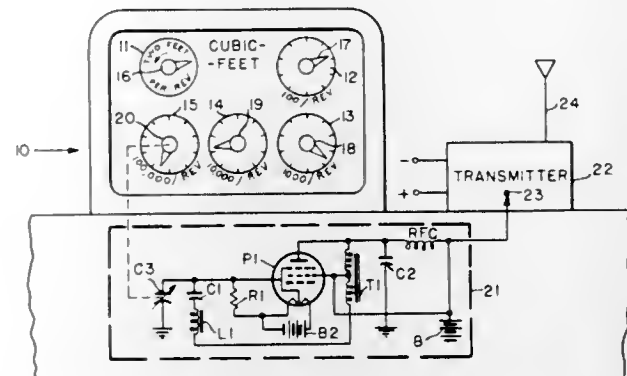 11
TWO FEET
PER REV
16
CUBIC-
-FEET
17
12
100/REV
15
20
14
19
13
18
100,000/REV
10,000/REV
1000/REV
10
24
-
+
TRANSMITTER
22
23
RFC
P1
C3
C1
R1
L1
B2
T1
C2
21
B